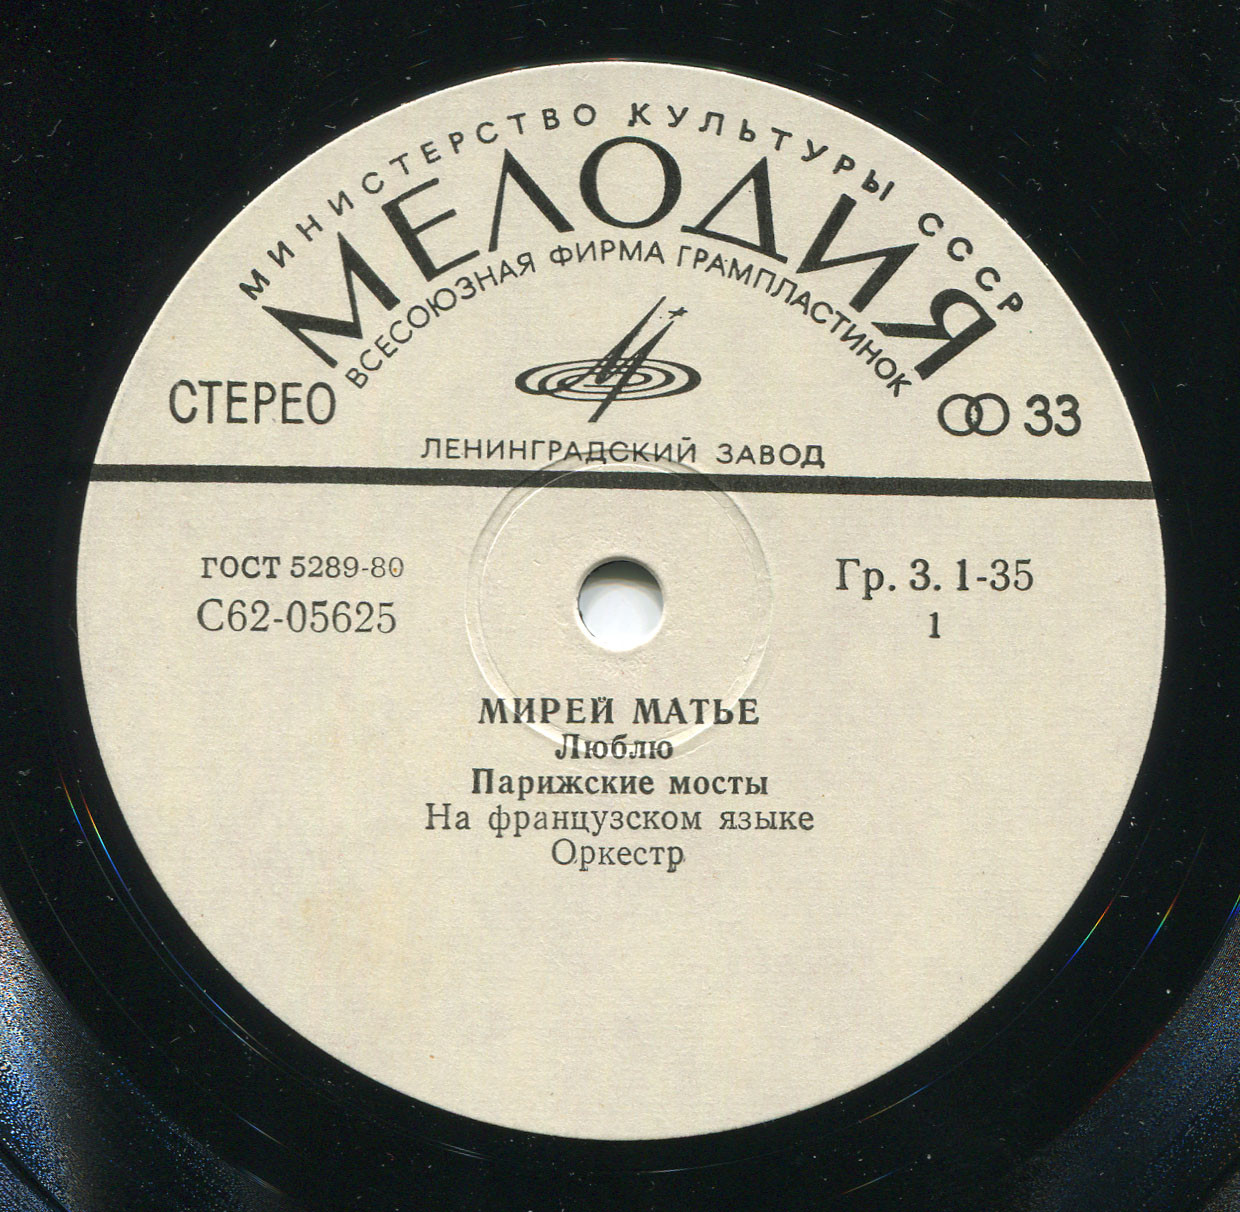 МИНИСТЕРСТВО КУЛЬТУРЫ СССР
МЕЛОДИЯ
ВСЕСОЮЗНАЯ ФИРМА ГРАМПЛАСТИНОК
СТЕРЕО
33
ЛЕНИНГРАДСКИЙ ЗАВОД
ГОСТ 5289-80
Гр. 3. 1-35
С62-05625
1
МИРЕЙ МАТЬЕ
Люблю
Парижские мосты
На французском языке
Оркестр